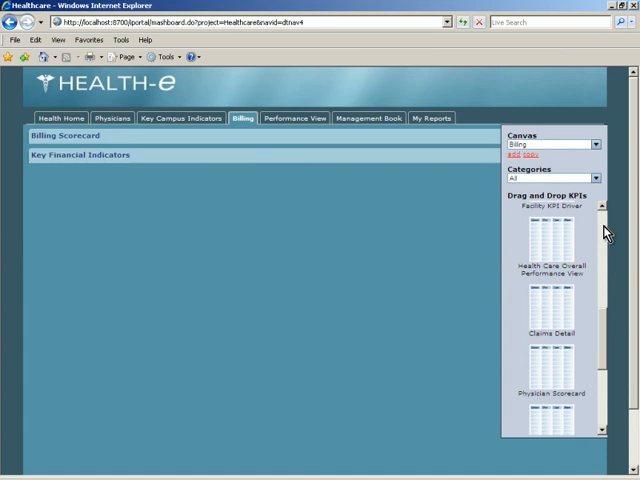 Healthcare - Windows Internet Explorer
http://localhost:8700/iportal/mashboard.do?project=Healthcare&navid=dtnav4
Live Search
File Edit View Favorites Tools Help
Page Tools
HEALTH-e
Health Home Physicians Key Campus Indicators Billing Performance View Management Book My Reports
Billing Scorecard
Key Financial Indicators
Canvas
Billing
add copy
Categories
All
Drag and Drop KPIs
Facility KPI Driver
Health Care Overall
Performance View
Claims Detail
Physician Scorecard